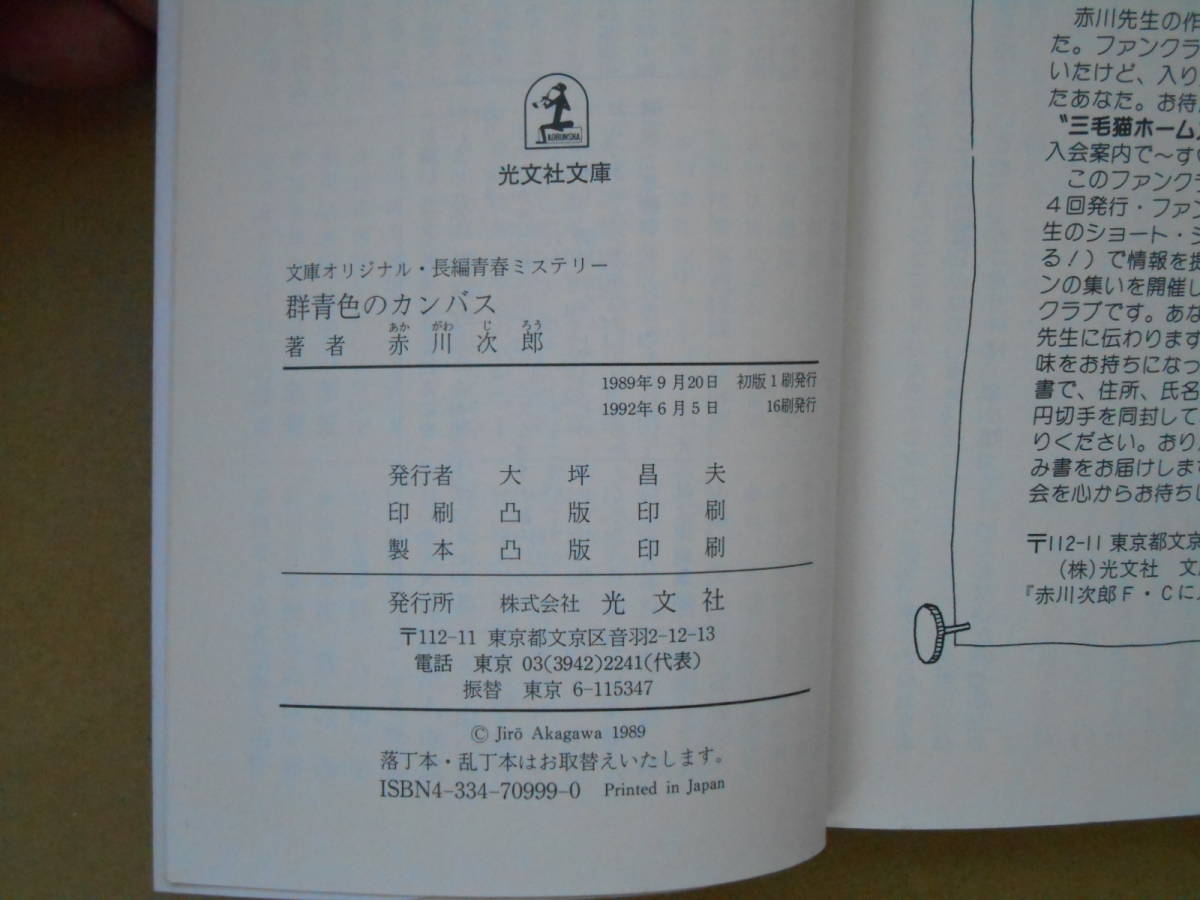 KOBUNSHA
光文社文庫
文庫オリジナル・長編青春ミステリー
群青色のカンバス
あか がわ じ ろう
著者 赤川次郎
1989年9月20日 初版1刷発行
1992年6月5日 16刷発行
発行者 大坪昌夫
印刷 凸版印刷
製本 凸版印刷
発行所 株式会社 光文社
〒112-11 東京都文京区音羽2-12-13
電話 東京 03(3942)2241(代表)
振替 東京 6-115347
© Jirō Akagawa 1989
落丁本・乱丁本はお取替えいたします。
ISBN4-334-70999-0 Printed in Japan
赤川先生の作
た。ファンクラ
いたけど、入り
たあなた。お待
〝三毛猫ホーム
入会案内で〜す
このファンクラ
4回発行・ファン
生のショート・シ
る！）で情報を提
ンの集いを開催し
クラブです。あな
先生に伝わります
味をお持ちになっ
書で、住所、氏名
円切手を同封して
りください。おり
み書をお届けしま
会を心からお待ちし
〒112-11 東京都文京
(株)光文社 文
『赤川次郎F・Cに